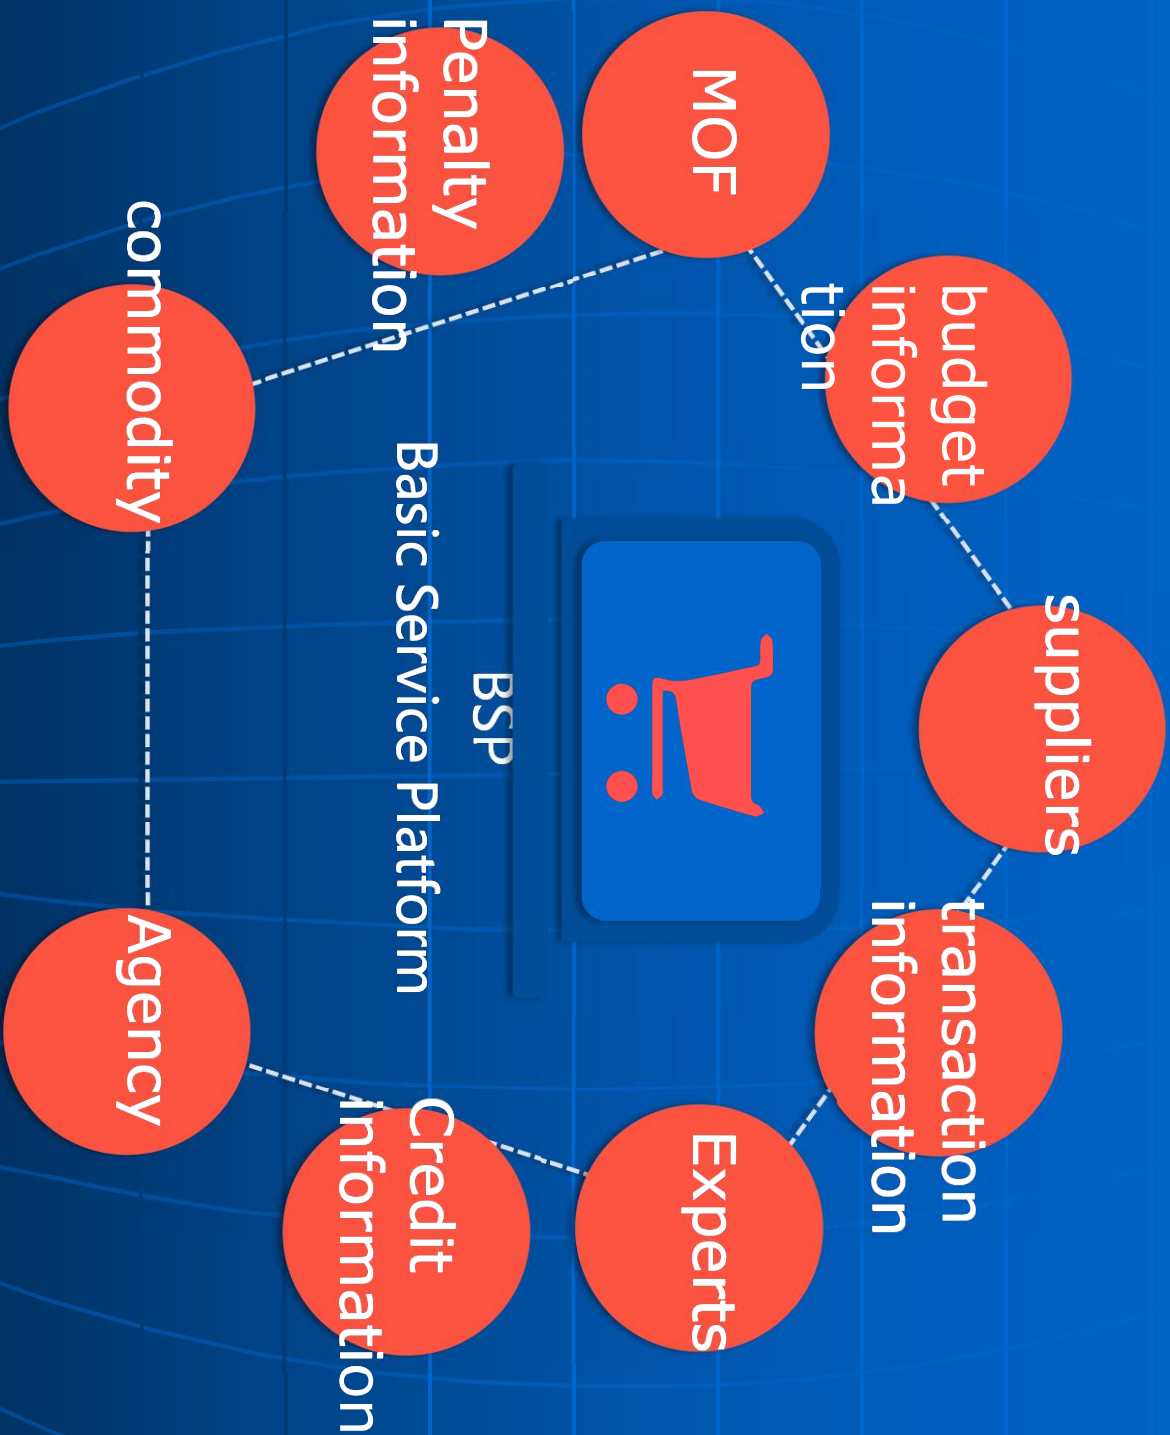 suppliers
budget
informa
tion
transaction
information
MOF
Experts
Penalty
information
Credit
information
BSP
Basic Service Platform
commodity
Agency